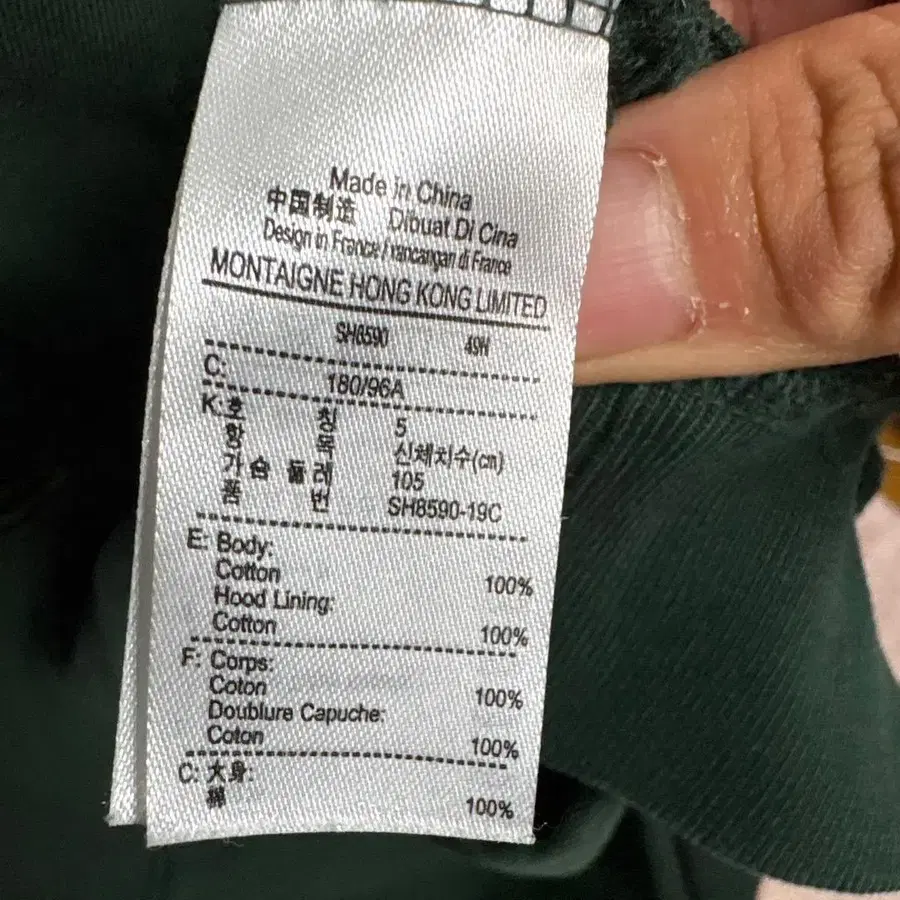 Made in China
中国制造 Dibuat Di Cina
Design in France / rancangan di France
MONTAIGNE HONG KONG LIMITED
SH8590 49H
C: 180/96A
K: 호 칭 5
신체치수(cm)
가슴둘레 105
품 번 SH8590-19C
E: Body:
Cotton 100%
Hood Lining:
Cotton 100%
F: Corps:
Coton 100%
Doublure Capuche:
Coton 100%
C: 大身:
棉 100%